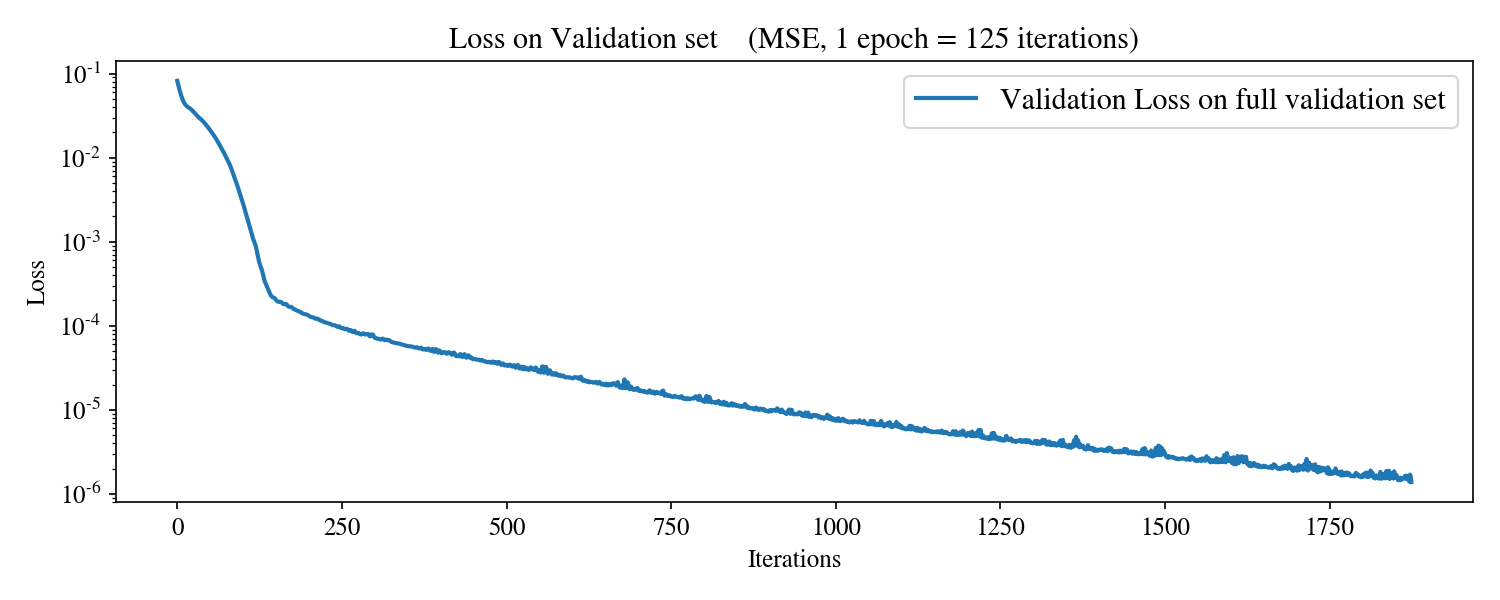 Loss on Validation set    (MSE, 1 epoch = 125 iterations)
Validation Loss on full validation set
Loss
10⁻¹
10⁻²
10⁻³
10⁻⁴
10⁻⁵
10⁻⁶
0 250 500 750 1000 1250 1500 1750
Iterations